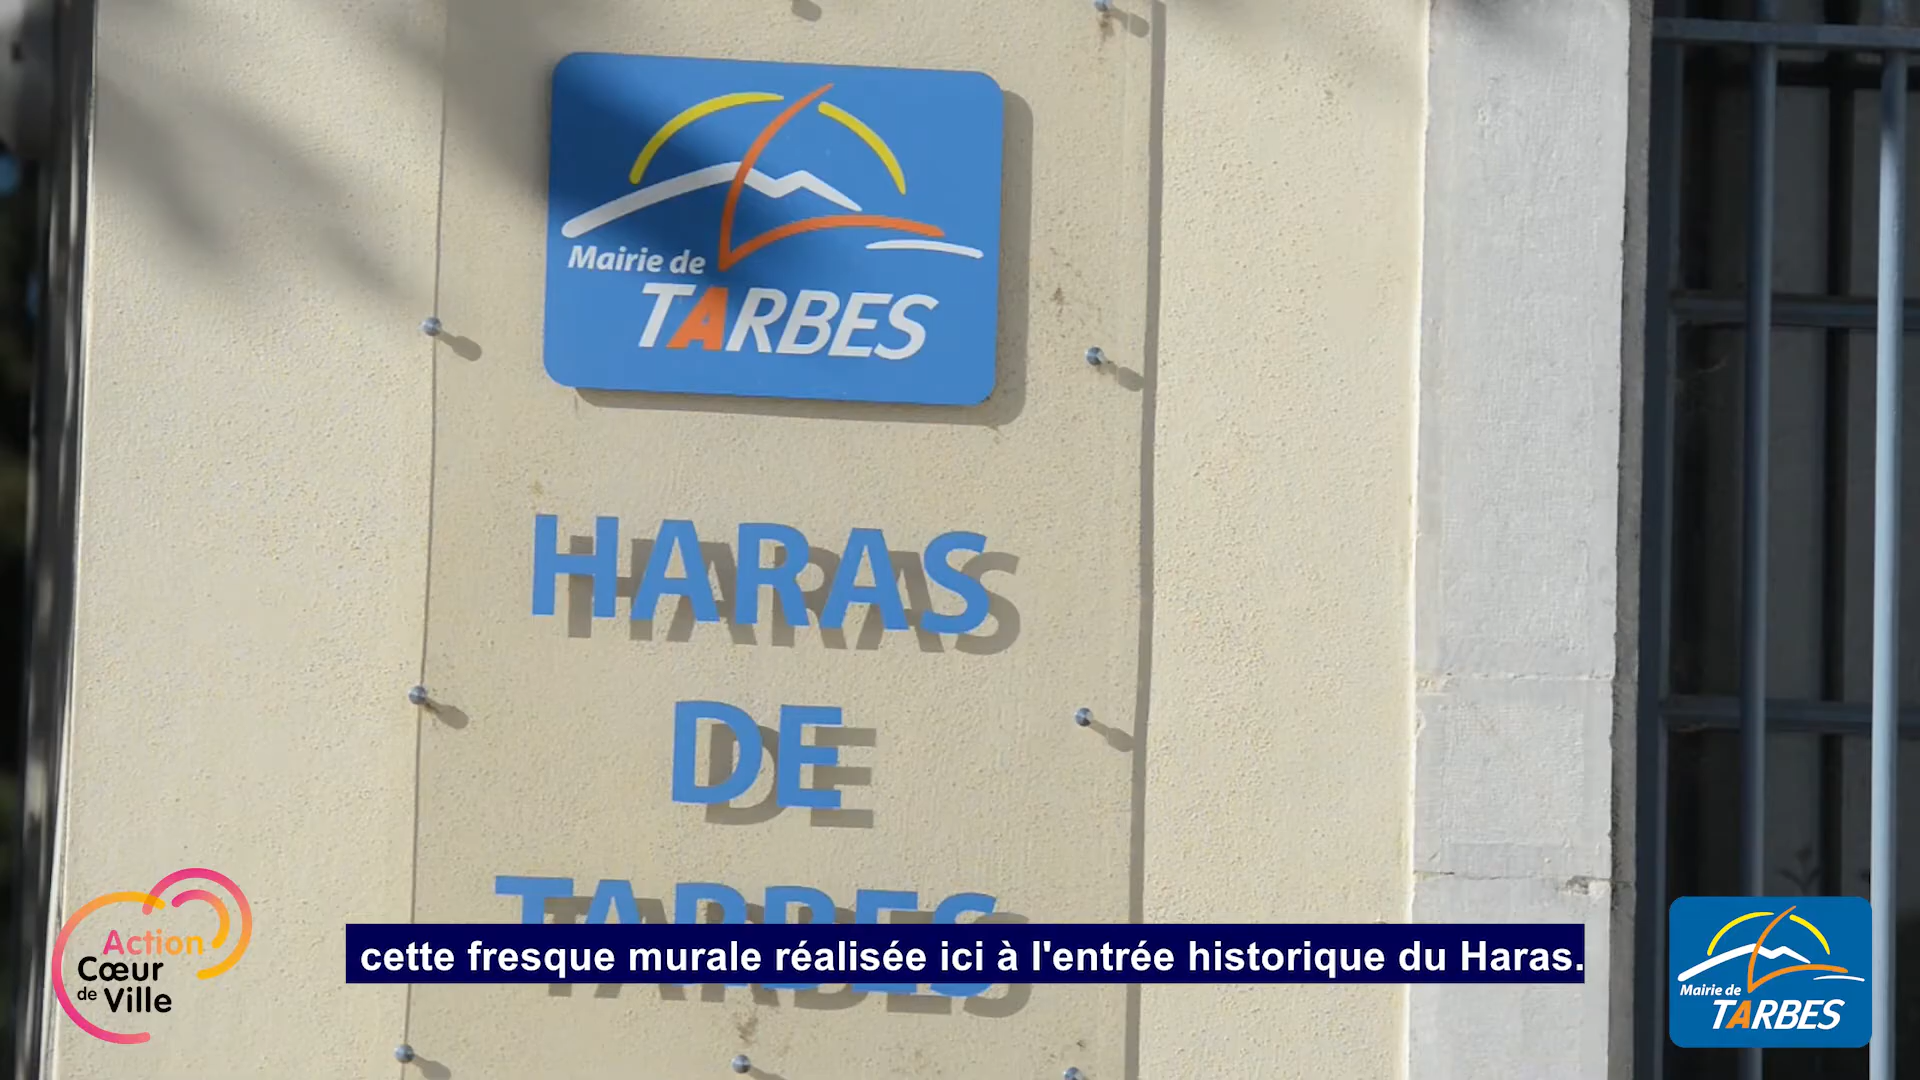 Mairie de
TARBES
HARAS
DE
TARBES
cette fresque murale réalisée ici à l'entrée historique du Haras.
Action
Cœur
de Ville
Mairie de
TARBES